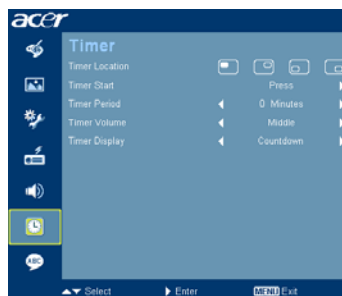 acer
Timer
Timer Location
Timer Start Press
Timer Period 0 Minutes
Timer Volume Middle
Timer Display Countdown
ABC
Select Enter MENU Exit